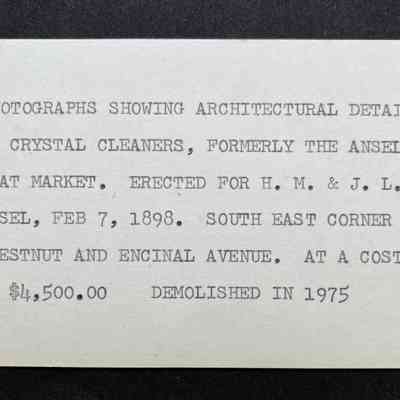 OTOGRAPHS SHOWING ARCHITECTURAL DETAI
CRYSTAL CLEANERS, FORMERLY THE ANSEL
AT MARKET. ERECTED FOR H. M. & J. L.
SEL, FEB 7, 1898. SOUTH EAST CORNER
ESTNUT AND ENCINAL AVENUE. AT A COST
$4,500.00 DEMOLISHED IN 1975